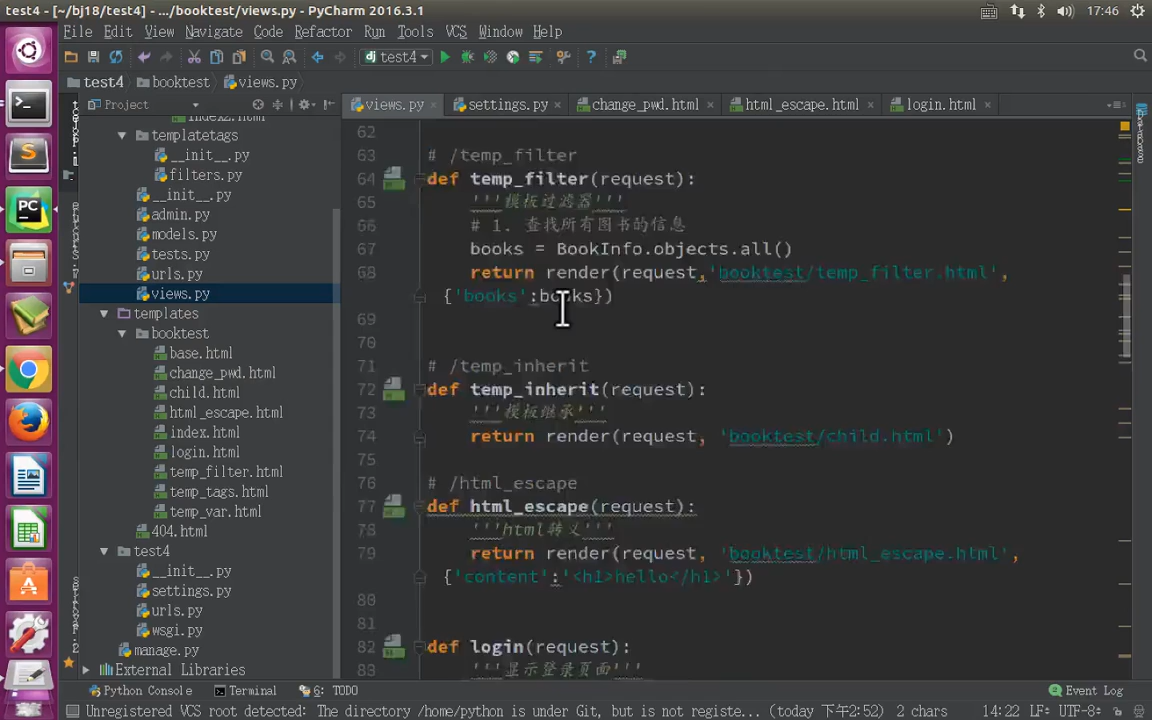 test4 - [~/bj18/test4] - .../booktest/views.py - PyCharm 2016.3.1
17:46
File Edit View Navigate Code Refactor Run Tools VCS Window Help
test4
test4 booktest views.py
Project
views.py settings.py change_pwd.html html_escape.html login.html
index2.html
templatetags
__init__.py
filters.py
__init__.py
admin.py
models.py
tests.py
urls.py
views.py
templates
booktest
base.html
change_pwd.html
child.html
html_escape.html
index.html
login.html
temp_filter.html
temp_tags.html
temp_var.html
404.html
test4
__init__.py
settings.py
urls.py
wsgi.py
manage.py
External Libraries
62
63 # /temp_filter
64 def temp_filter(request):
65 '''模板过滤器'''
66 # 1. 查找所有图书的信息
67 books = BookInfo.objects.all()
68 return render(request,'booktest/temp_filter.html',
{'books':books})
69
70
71 # /temp_inherit
72 def temp_inherit(request):
73 '''模板继承'''
74 return render(request, 'booktest/child.html')
75
76 # /html_escape
77 def html_escape(request):
78 '''html转义'''
79 return render(request, 'booktest/html_escape.html',
{'content':'<h1>hello</h1>'})
80
81
82 def login(request):
83 '''显示登录页面'''
Python Console Terminal 6: TODO Event Log
Unregistered VCS root detected: The directory /home/python is under Git, but is not registe... (today 下午2:52) 2 chars 14:22 LF÷ UTF-8÷